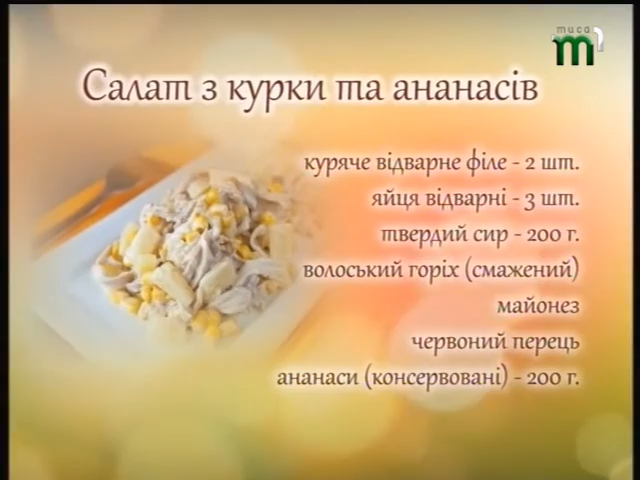 тиса
Салат з курки та ананасів
куряче відварне філе - 2 шт.
яйця відварні - 3 шт.
твердий сир - 200 г.
волоський горіх (смажений)
майонез
червоний перець
ананаси (консервовані) - 200 г.